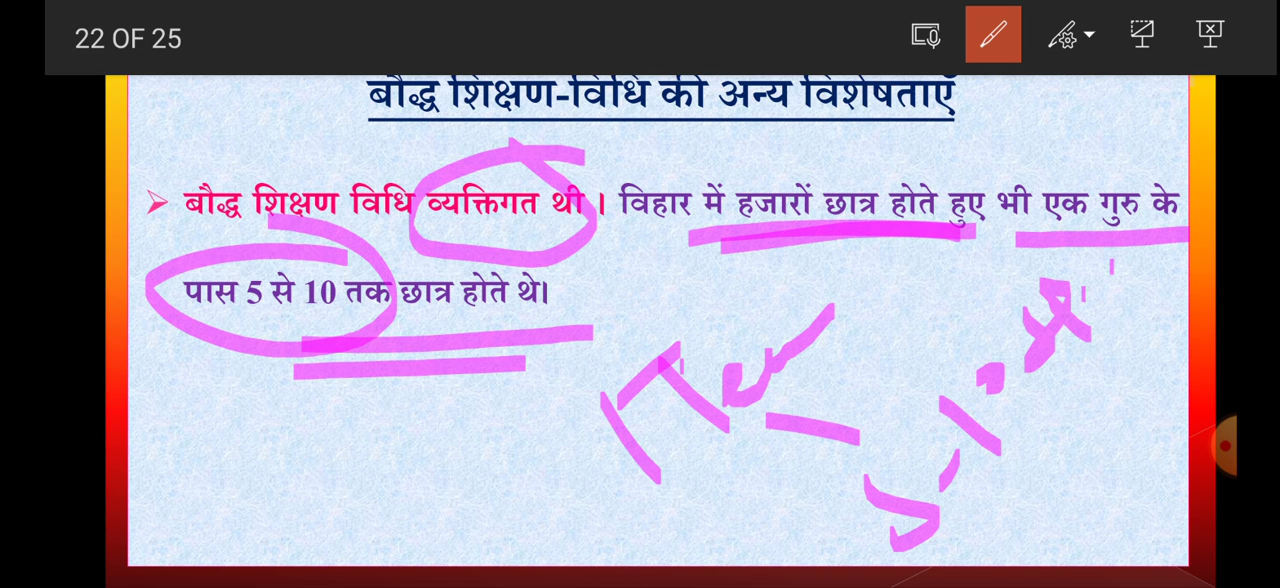 22 OF 25
बौद्ध शिक्षण-विधि की अन्य विशेषताएँ
➢ बौद्ध शिक्षण विधि व्यक्तिगत थी । विहार में हजारों छात्र होते हुए भी एक गुरु के
पास 5 से 10 तक छात्र होते थे।